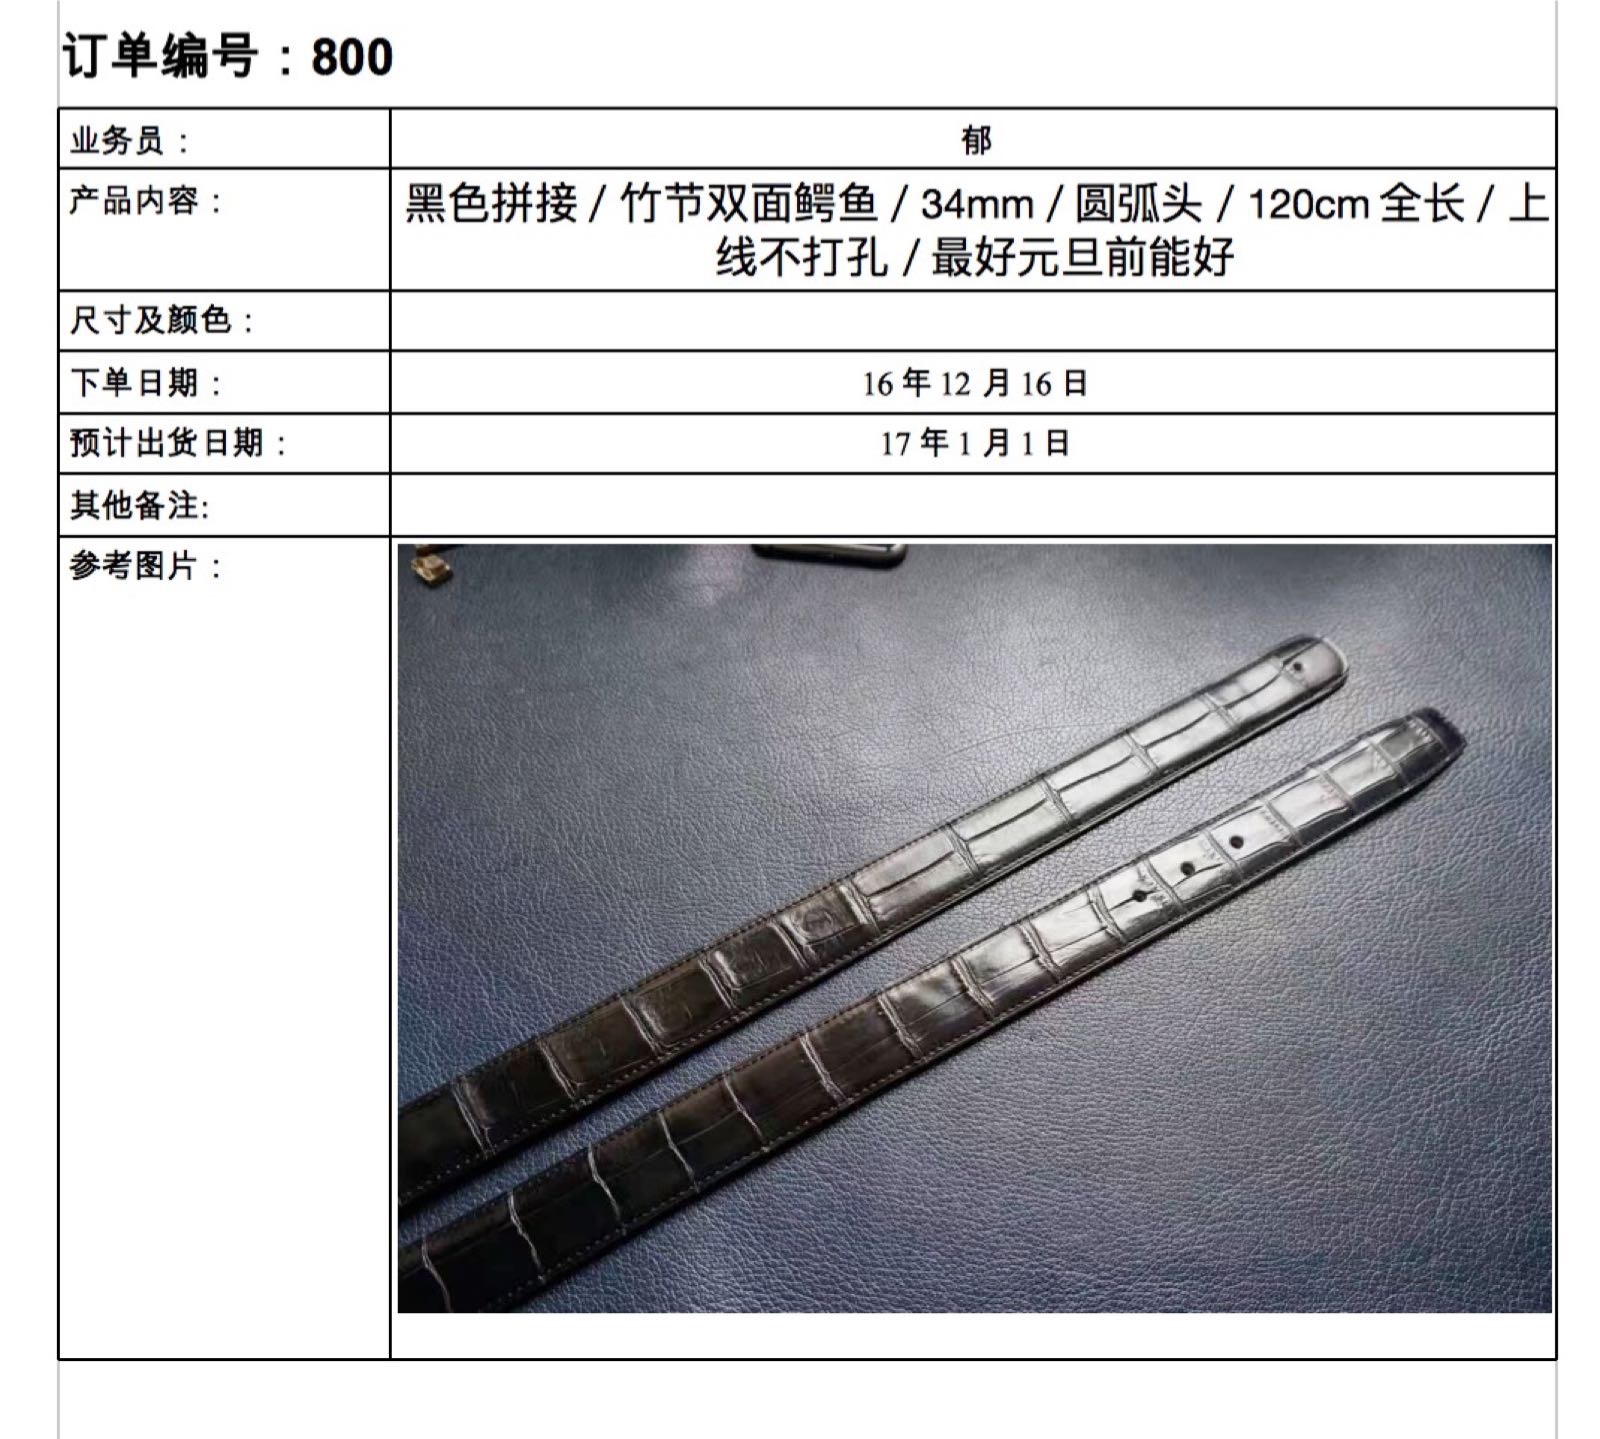 订单编号：800
业务员： 郁
产品内容： 黑色拼接 / 竹节双面鳄鱼 / 34mm / 圆弧头 / 120cm 全长 / 上
线不打孔 / 最好元旦前能好
尺寸及颜色：
下单日期： 16 年 12 月 16 日
预计出货日期： 17 年 1 月 1 日
其他备注:
参考图片：